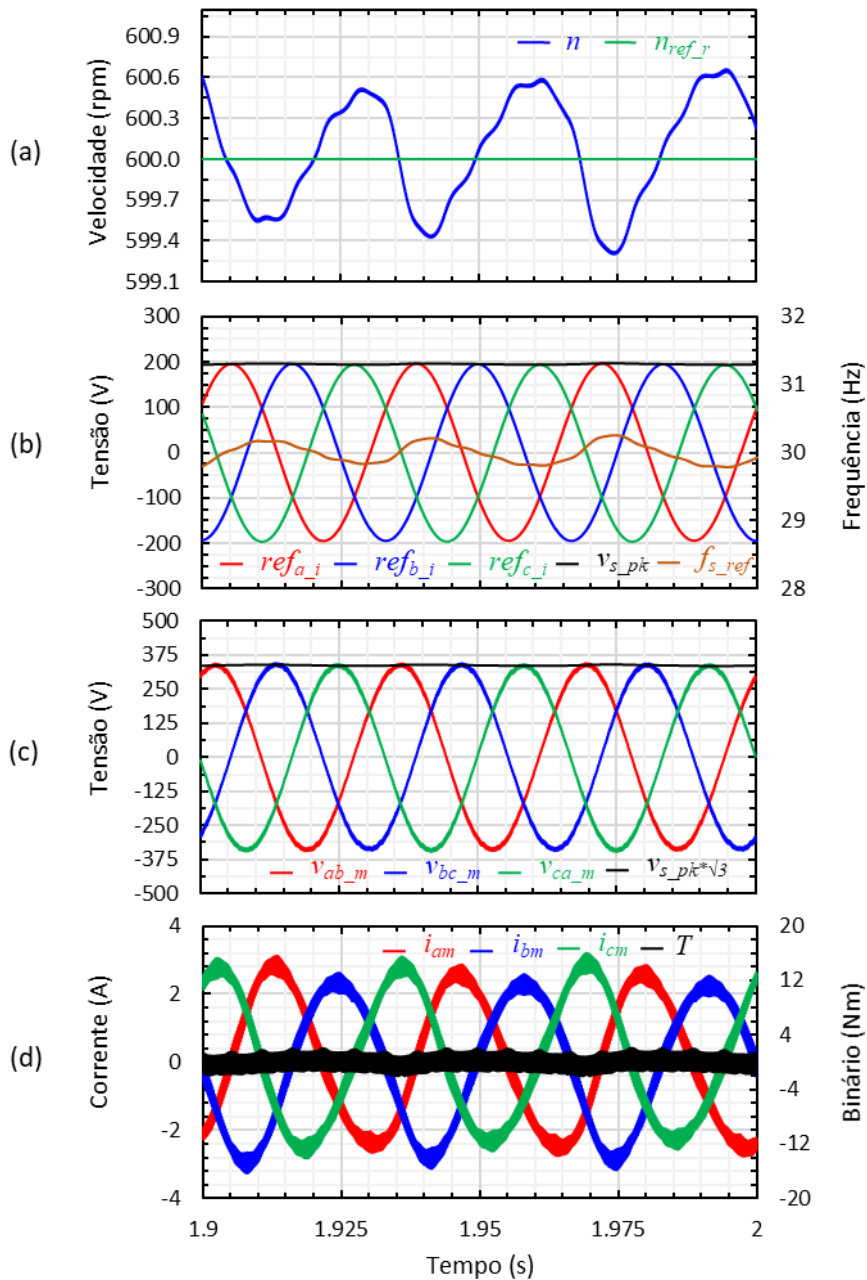 600.9
600.6
600.3
600.0
599.7
599.4
599.1
Velocidade (rpm)
n n_ref_r
(a)
300
200
100
0
-100
-200
-300
Tensão (V)
32
31
30
29
28
Frequência (Hz)
ref_a_i ref_b_i ref_c_i v_s_pk f_s_ref
(b)
500
375
250
125
0
-125
-250
-375
-500
Tensão (V)
v_ab_m v_bc_m v_ca_m v_s_pk*√3
(c)
4
2
0
-2
-4
Corrente (A)
20
12
4
-4
-12
-20
Binário (Nm)
i_am i_bm i_cm T
(d)
1.9 1.925 1.95 1.975 2
Tempo (s)